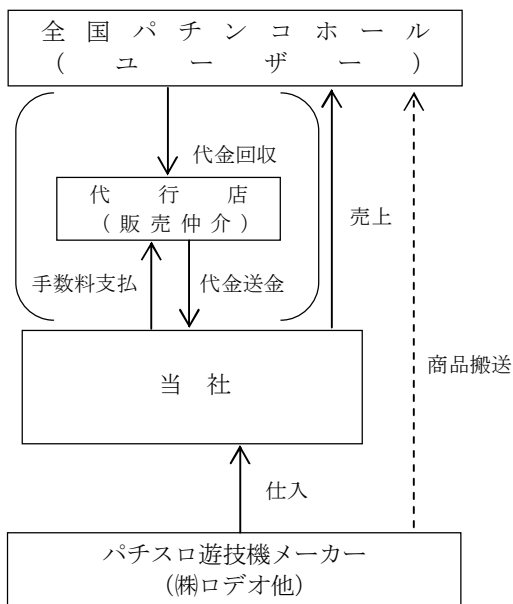 全国パチンコホール
(ユーザー)
代金回収
代行店
(販売仲介)
売上
手数料支払
代金送金
商品搬送
当社
仕入
パチスロ遊技機メーカー
(㈱ロデオ他)